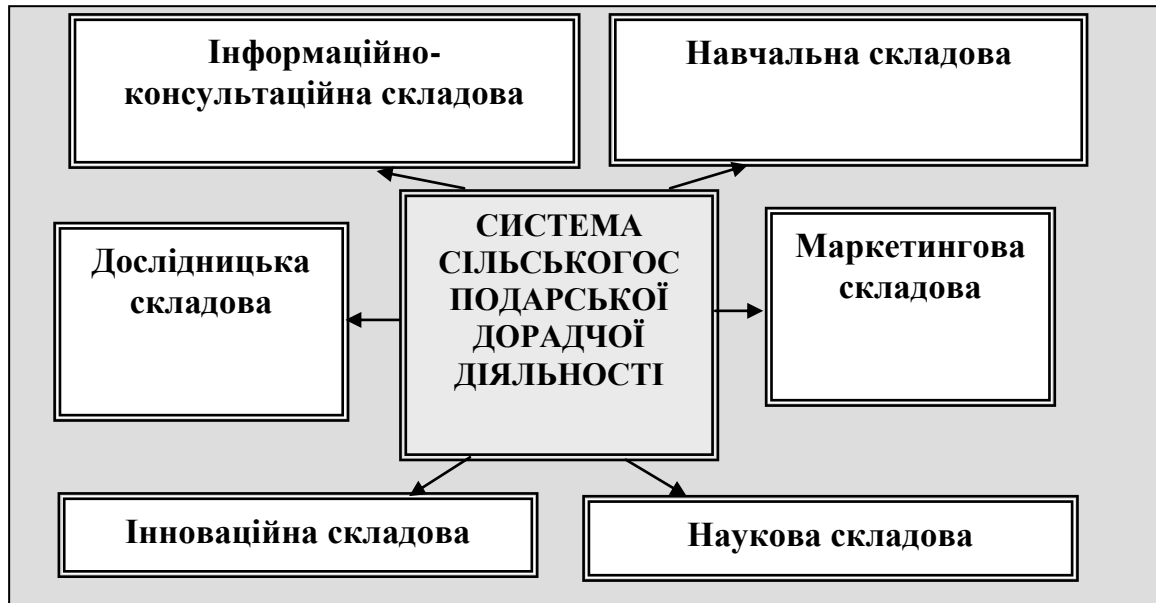 Інформаційно-
консультаційна складова
Навчальна складова
Дослідницька
складова
СИСТЕМА
СІЛЬСЬКОГОС
ПОДАРСЬКОЇ
ДОРАДЧОЇ
ДІЯЛЬНОСТІ
Маркетингова
складова
Інноваційна складова
Наукова складова